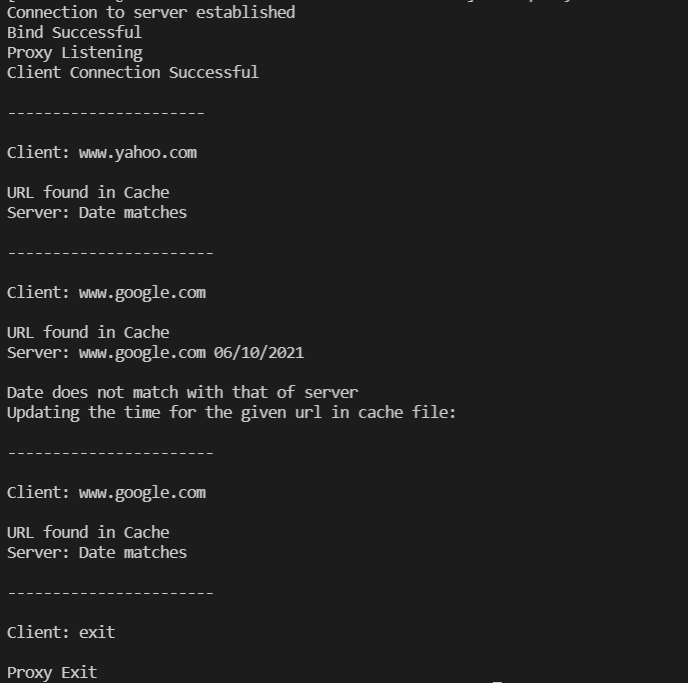 Connection to server established
Bind Successful
Proxy Listening
Client Connection Successful
----------------------
Client: www.yahoo.com
URL found in Cache
Server: Date matches
-----------------------
Client: www.google.com
URL found in Cache
Server: www.google.com 06/10/2021
Date does not match with that of server
Updating the time for the given url in cache file:
-----------------------
Client: www.google.com
URL found in Cache
Server: Date matches
-----------------------
Client: exit
Proxy Exit